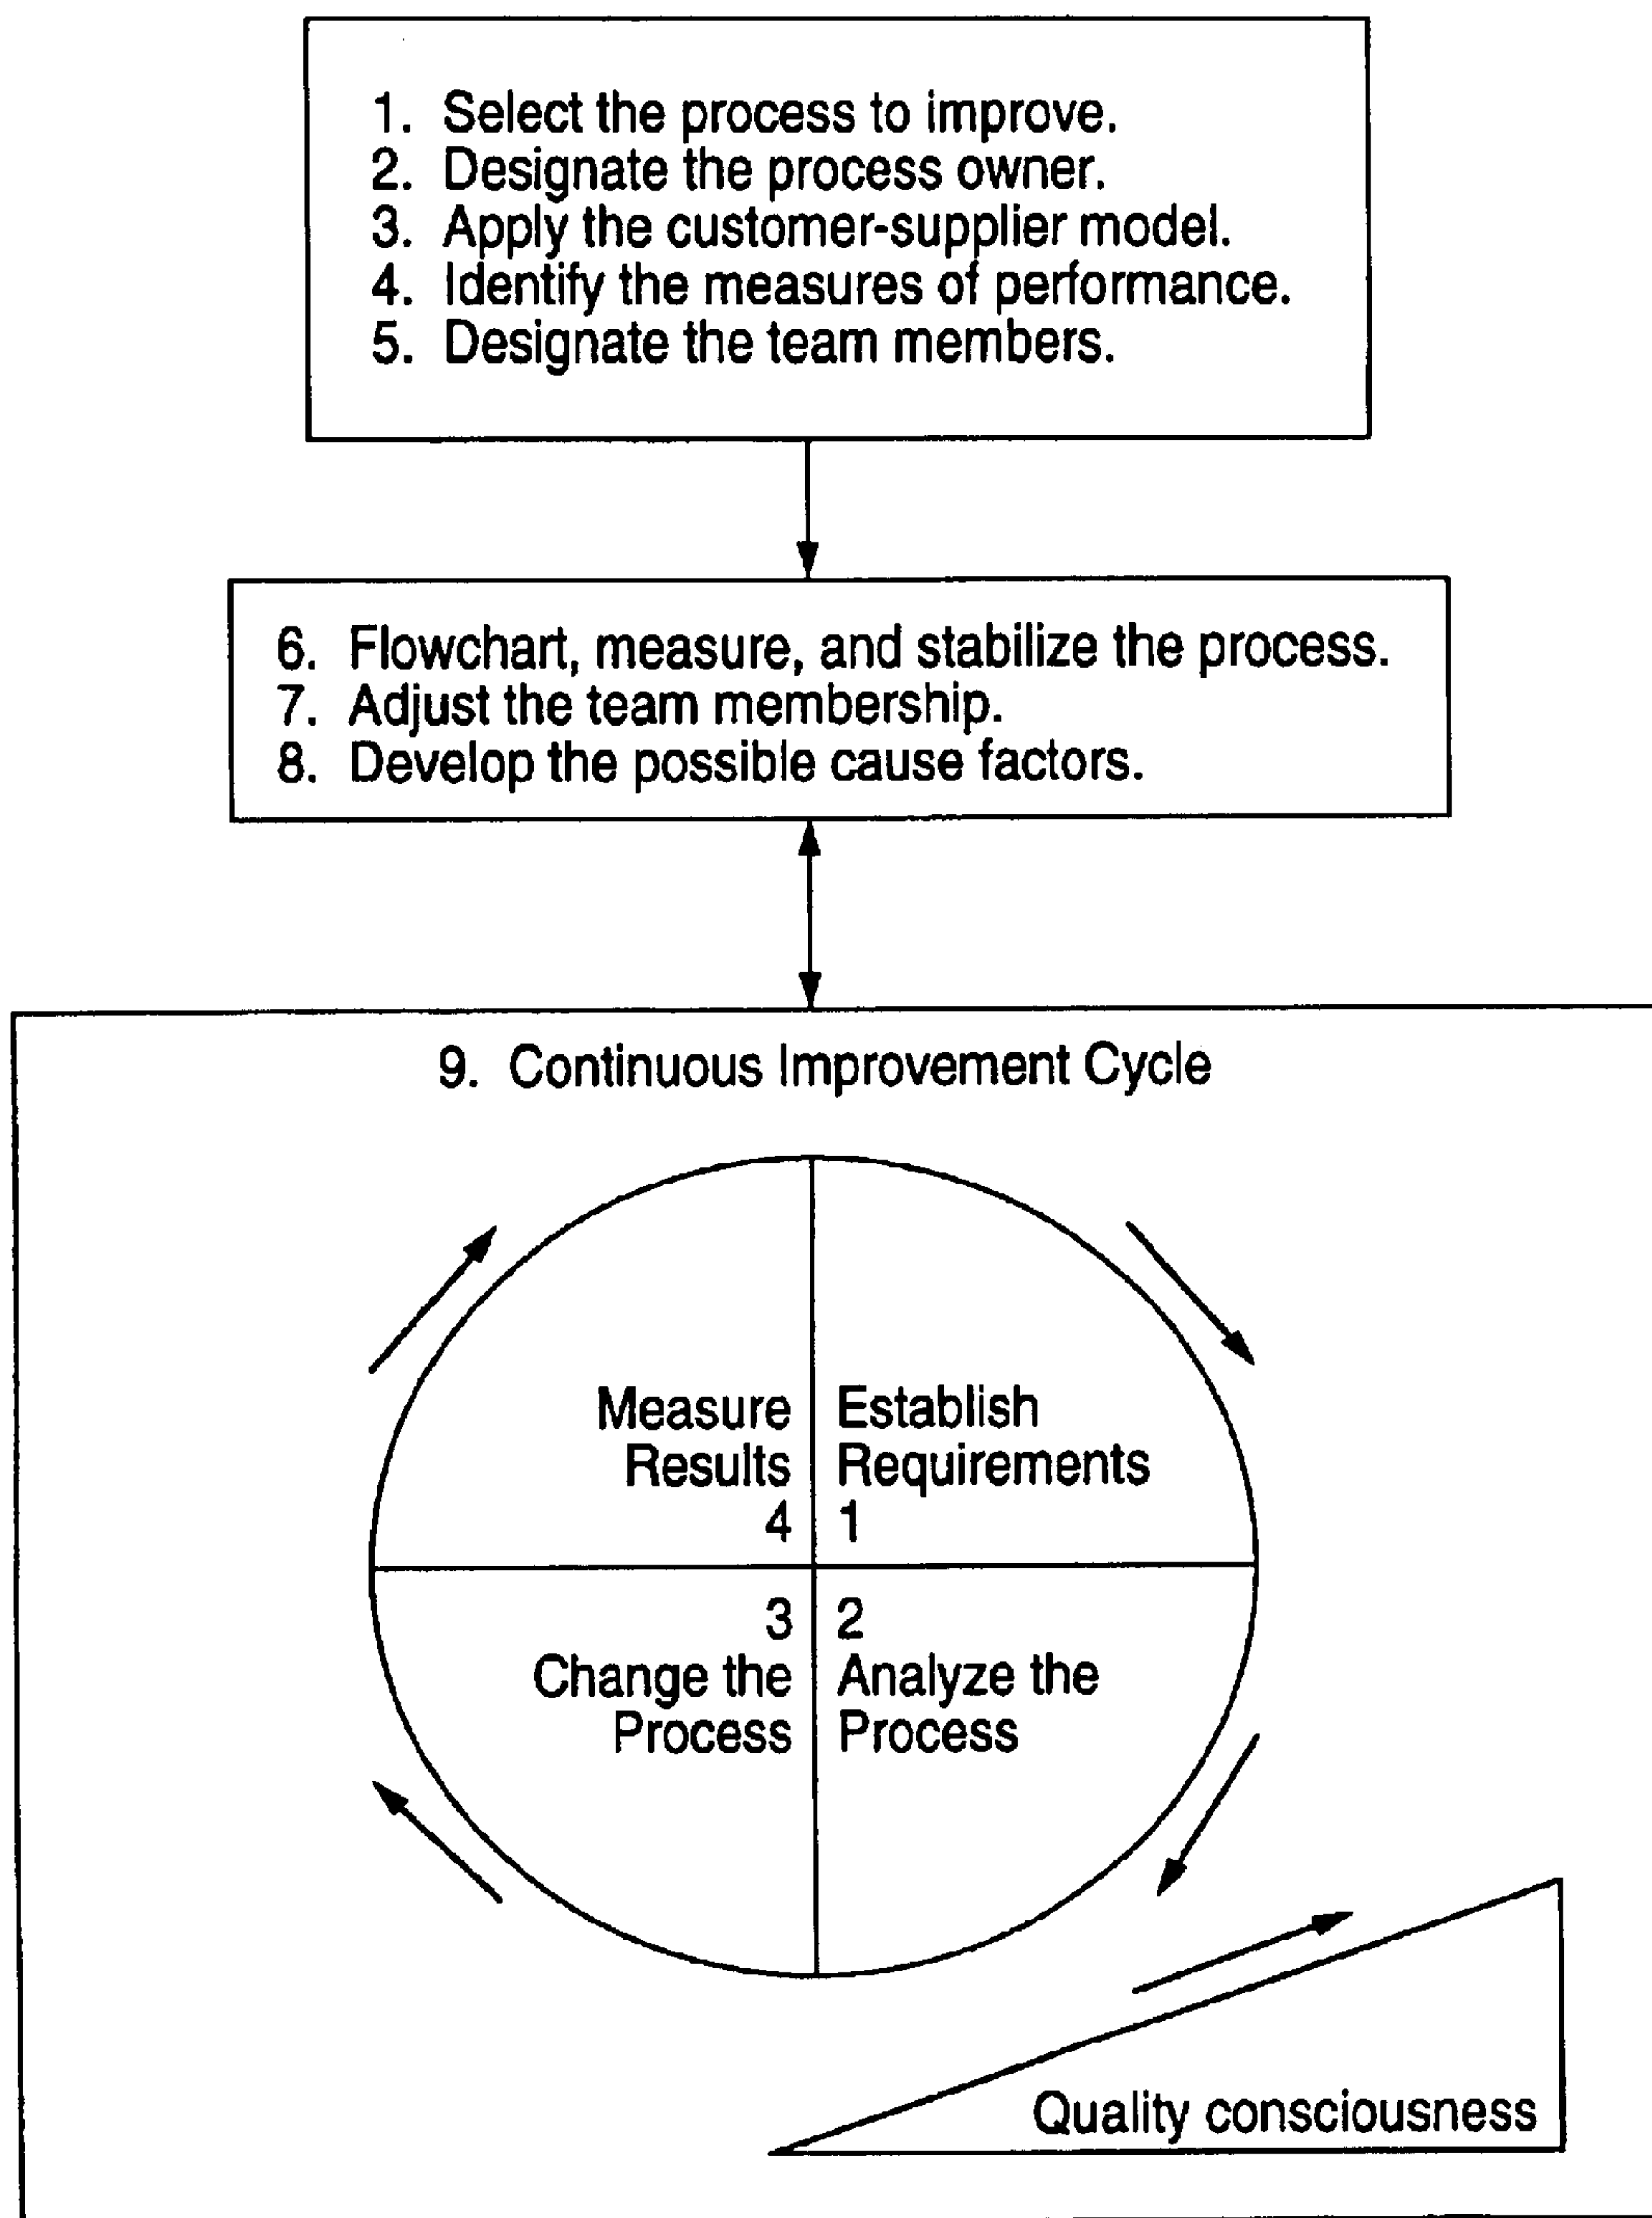 1. Select the process to improve.
2. Designate the process owner.
3. Apply the customer-supplier model.
4. Identify the measures of performance.
5. Designate the team members.
6. Flowchart, measure, and stabilize the process.
7. Adjust the team membership.
8. Develop the possible cause factors.
9. Continuous Improvement Cycle
Measure
Results
4
Establish
Requirements
1
2
Analyze the
Process
3
Change the
Process
Quality consciousness